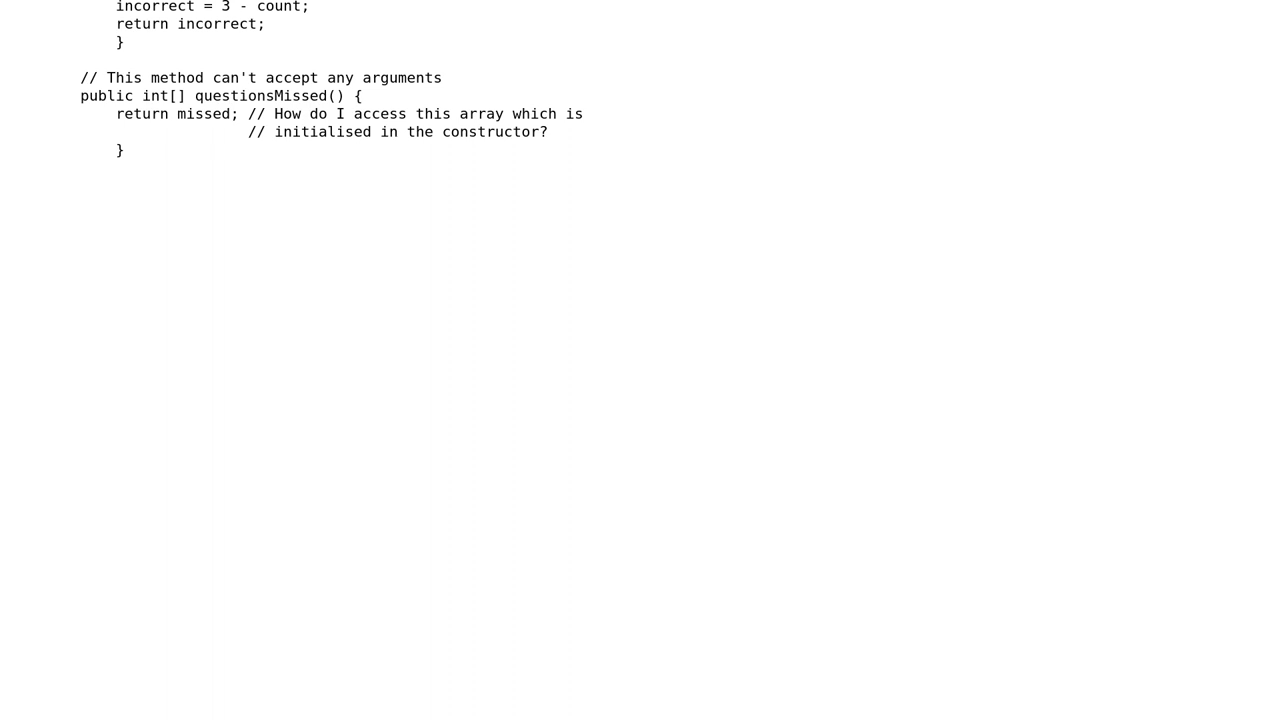 incorrect = 3 - count;
return incorrect;
}
// This method can't accept any arguments
public int[] questionsMissed() {
return missed; // How do I access this array which is
// initialised in the constructor?
}